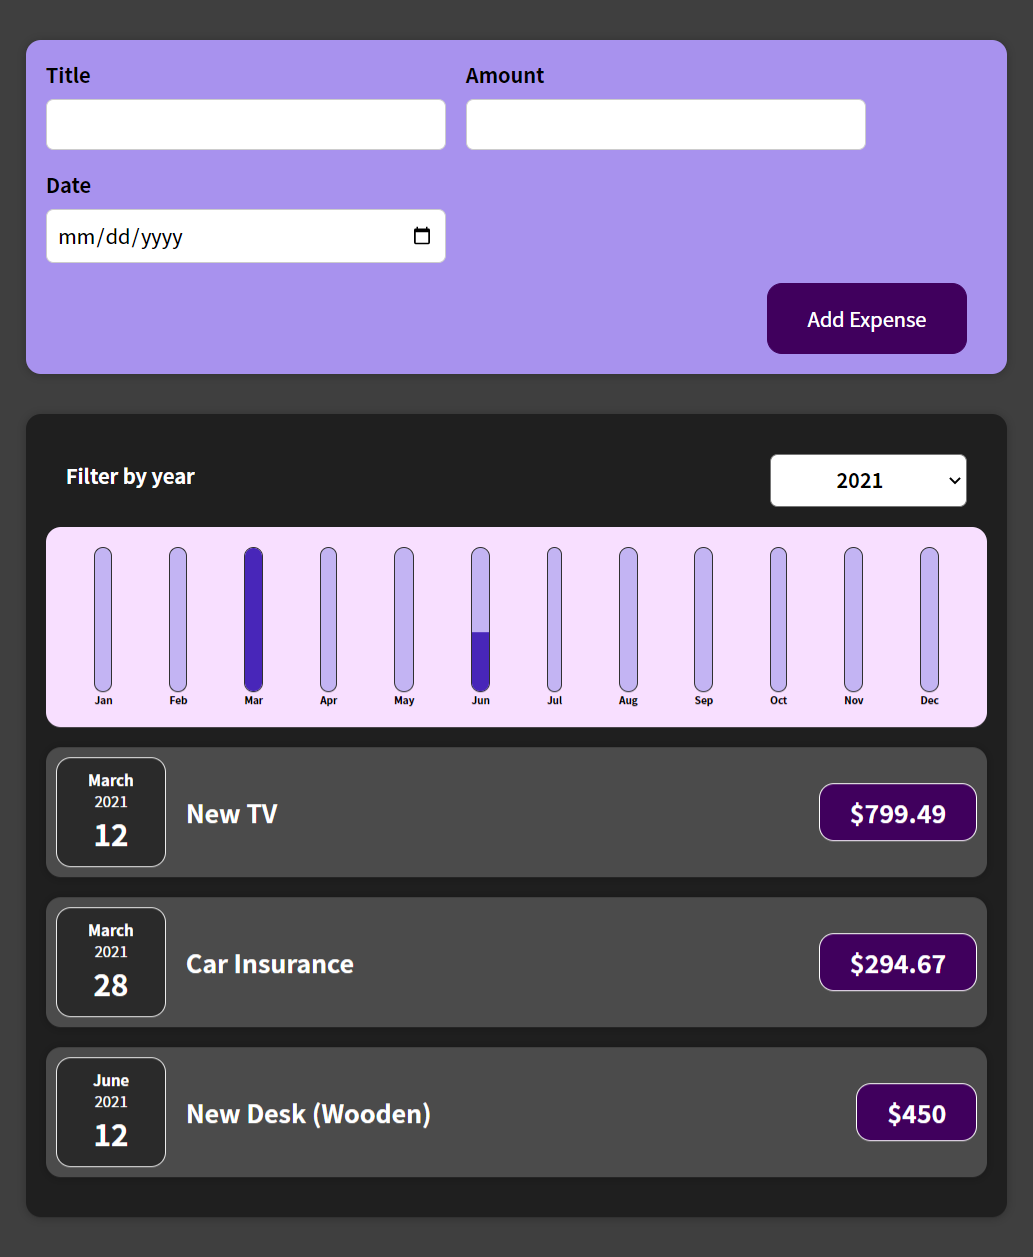 Title Amount
Date
mm/dd/yyyy
Add Expense
Filter by year 2021
Jan Feb Mar Apr May Jun Jul Aug Sep Oct Nov Dec
March
2021
12
New TV
$799.49
March
2021
28
Car Insurance
$294.67
June
2021
12
New Desk (Wooden)
$450